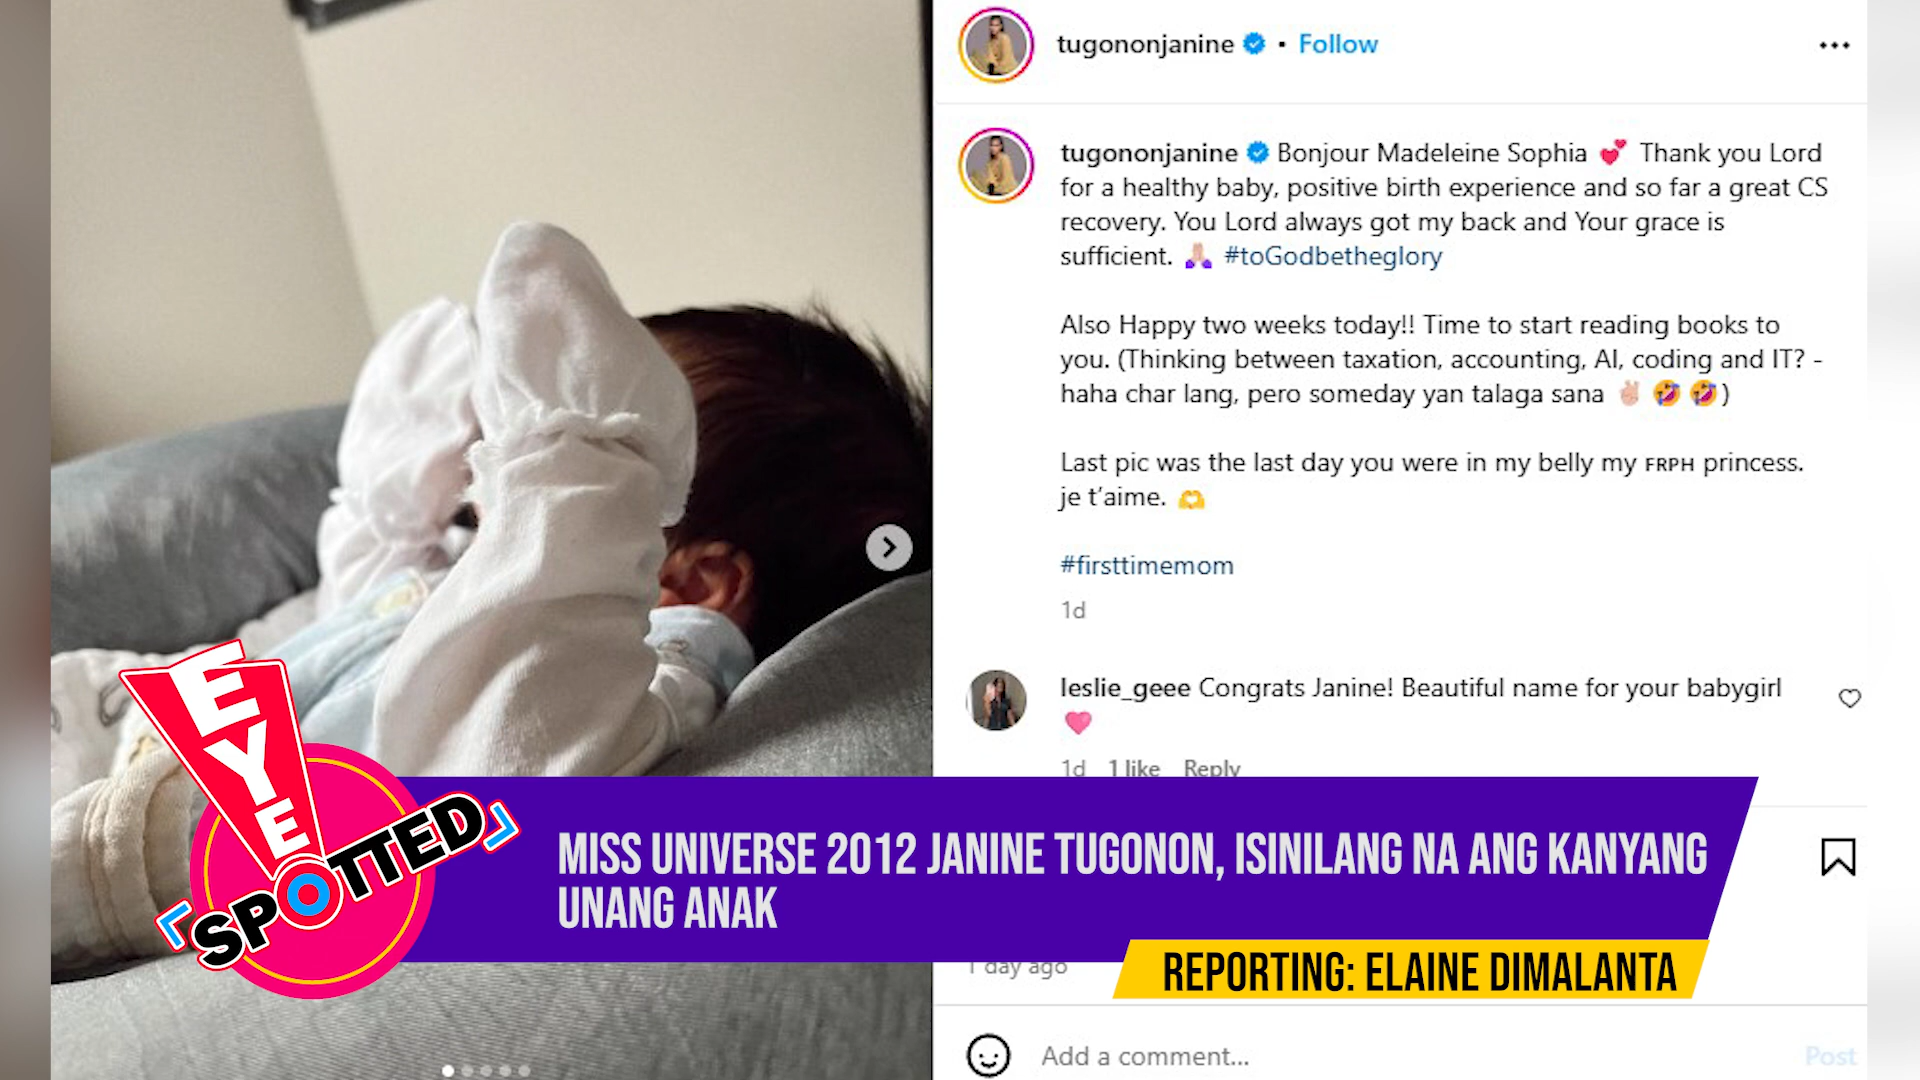 tugononjanine • Follow
tugononjanine Bonjour Madeleine Sophia 💕 Thank you Lord
for a healthy baby, positive birth experience and so far a great CS
recovery. You Lord always got my back and Your grace is
sufficient. 🙏🏻 #toGodbetheglory
Also Happy two weeks today!! Time to start reading books to
you. (Thinking between taxation, accounting, AI, coding and IT? -
haha char lang, pero someday yan talaga sana ✌🏻 🤣 🤣)
Last pic was the last day you were in my belly my ꜰʀᴘʜ princess.
je t’aime. 🫶
#firsttimemom
1d
leslie_geee Congrats Janine! Beautiful name for your babygirl
🩷
1d 1 like Reply
EYE
SPOTTED
MISS UNIVERSE 2012 JANINE TUGONON, ISINILANG NA ANG KANYANG
UNANG ANAK
1 day ago
REPORTING: ELAINE DIMALANTA
Add a comment...
Post